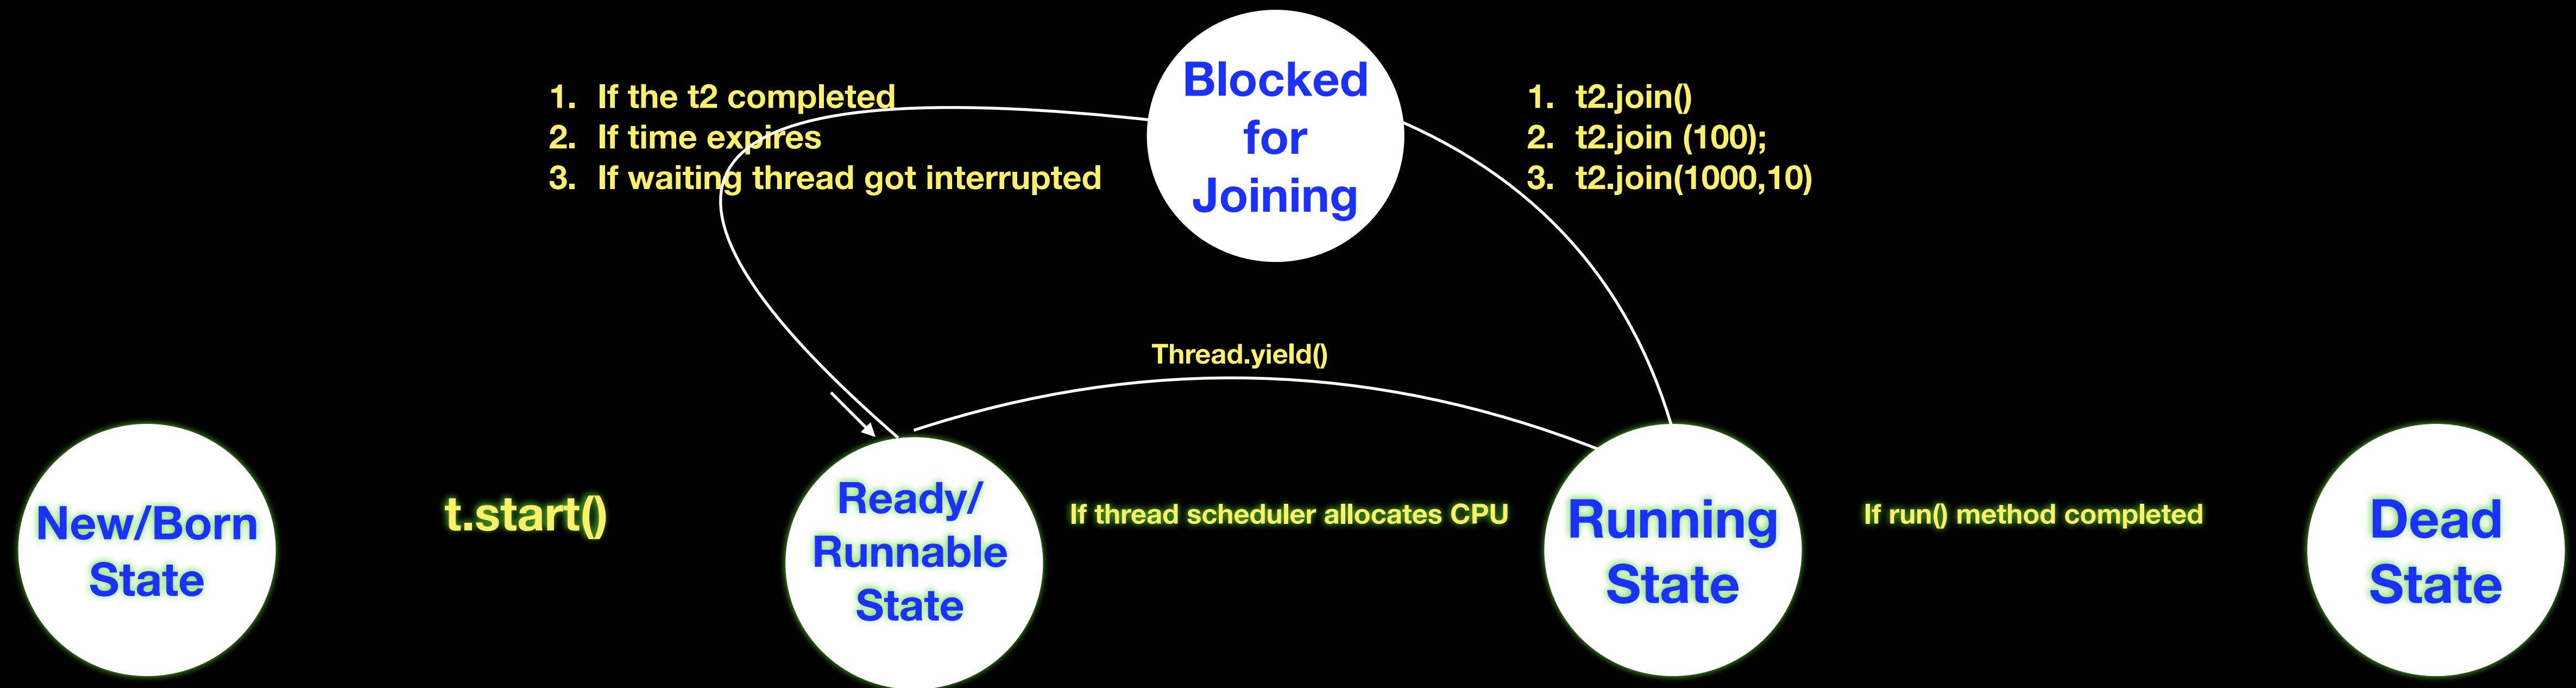 Blocked
for
Joining
1. If the t2 completed
2. If time expires
3. If waiting thread got interrupted
1. t2.join()
2. t2.join (100);
3. t2.join(1000,10)
Thread.yield()
New/Born
State
t.start()
Ready/
Runnable
State
If thread scheduler allocates CPU
Running
State
If run() method completed
Dead
State